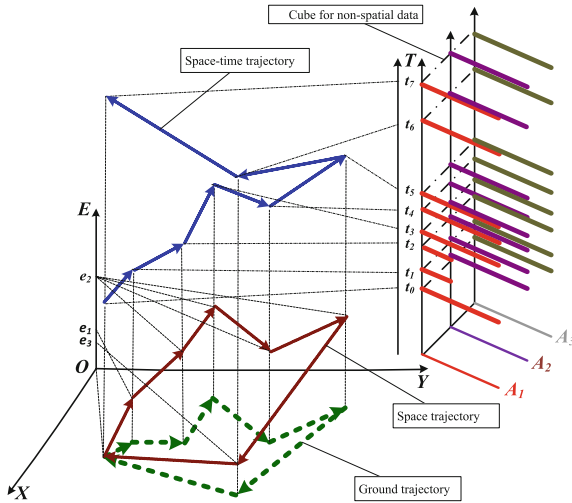 Cube for non-spatial data
Space-time trajectory
T T
t7
t6
E
t5
t4
t3
t2
e2
t1
t0
e1
e3
O
Y
A3
A2
A1
Space trajectory
X
Ground trajectory